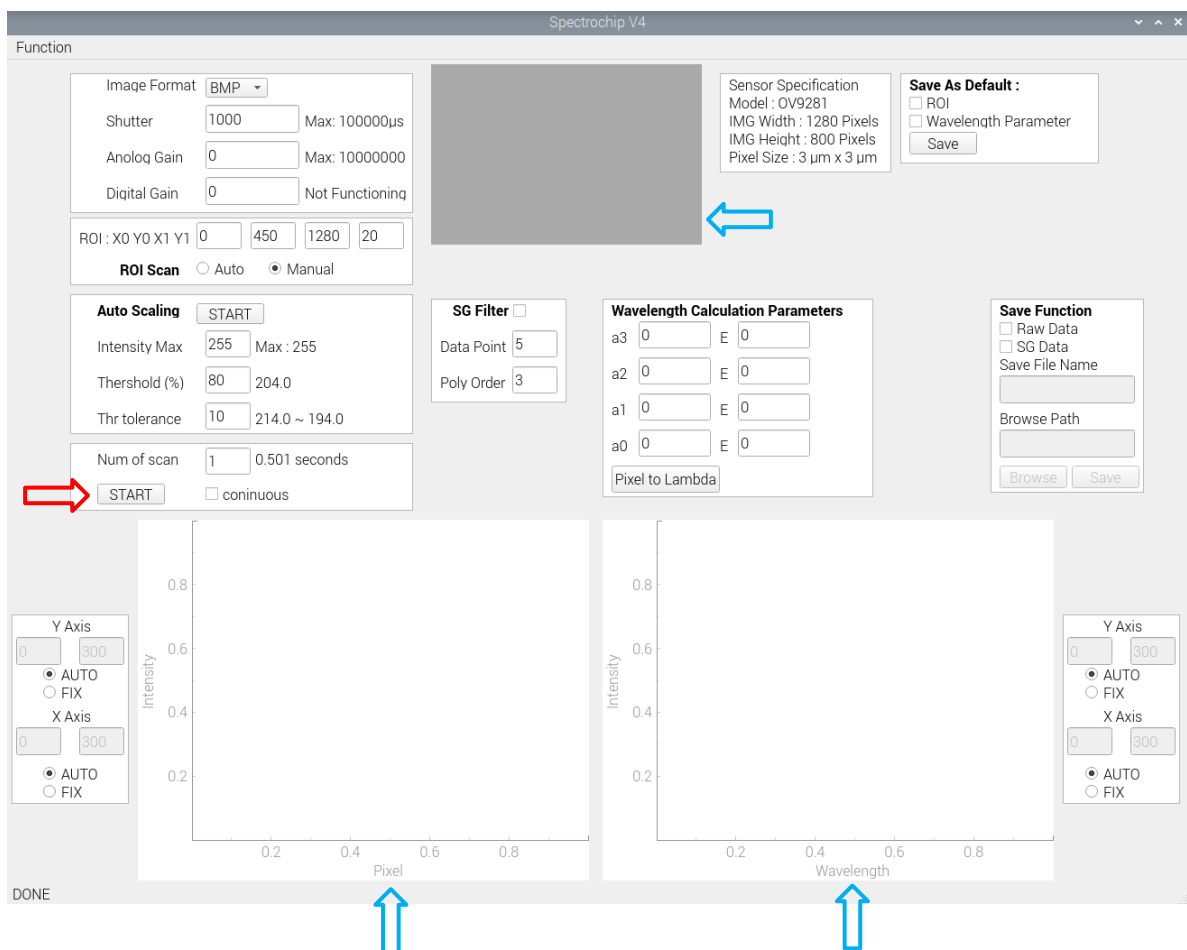 Spectrochip V4
Function
Image Format BMP
Shutter 1000 Max: 100000µs
Anolog Gain 0 Max: 10000000
Digital Gain 0 Not Functioning
ROI : X0 Y0 X1 Y1 0 450 1280 20
ROI Scan Auto Manual
Sensor Specification
Model : OV9281
IMG Width : 1280 Pixels
IMG Height : 800 Pixels
Pixel Size : 3 µm x 3 µm
Save As Default :
ROI
Wavelength Parameter
Save
Auto Scaling START
Intensity Max 255 Max : 255
Thershold (%) 80 204.0
Thr tolerance 10 214.0 ~ 194.0
Num of scan 1 0.501 seconds
START coninuous
SG Filter
Data Point 5
Poly Order 3
Wavelength Calculation Parameters
a3 0 E 0
a2 0 E 0
a1 0 E 0
a0 0 E 0
Pixel to Lambda
Save Function
Raw Data
SG Data
Save File Name
Browse Path
Browse Save
Y Axis
0 300
AUTO
FIX
X Axis
0 300
AUTO
FIX
Intensity
0.8
0.6
0.4
0.2
0.2 0.4 0.6 0.8
Pixel
Intensity
0.8
0.6
0.4
0.2
0.2 0.4 0.6 0.8
Wavelength
Y Axis
0 300
AUTO
FIX
X Axis
0 300
AUTO
FIX
DONE